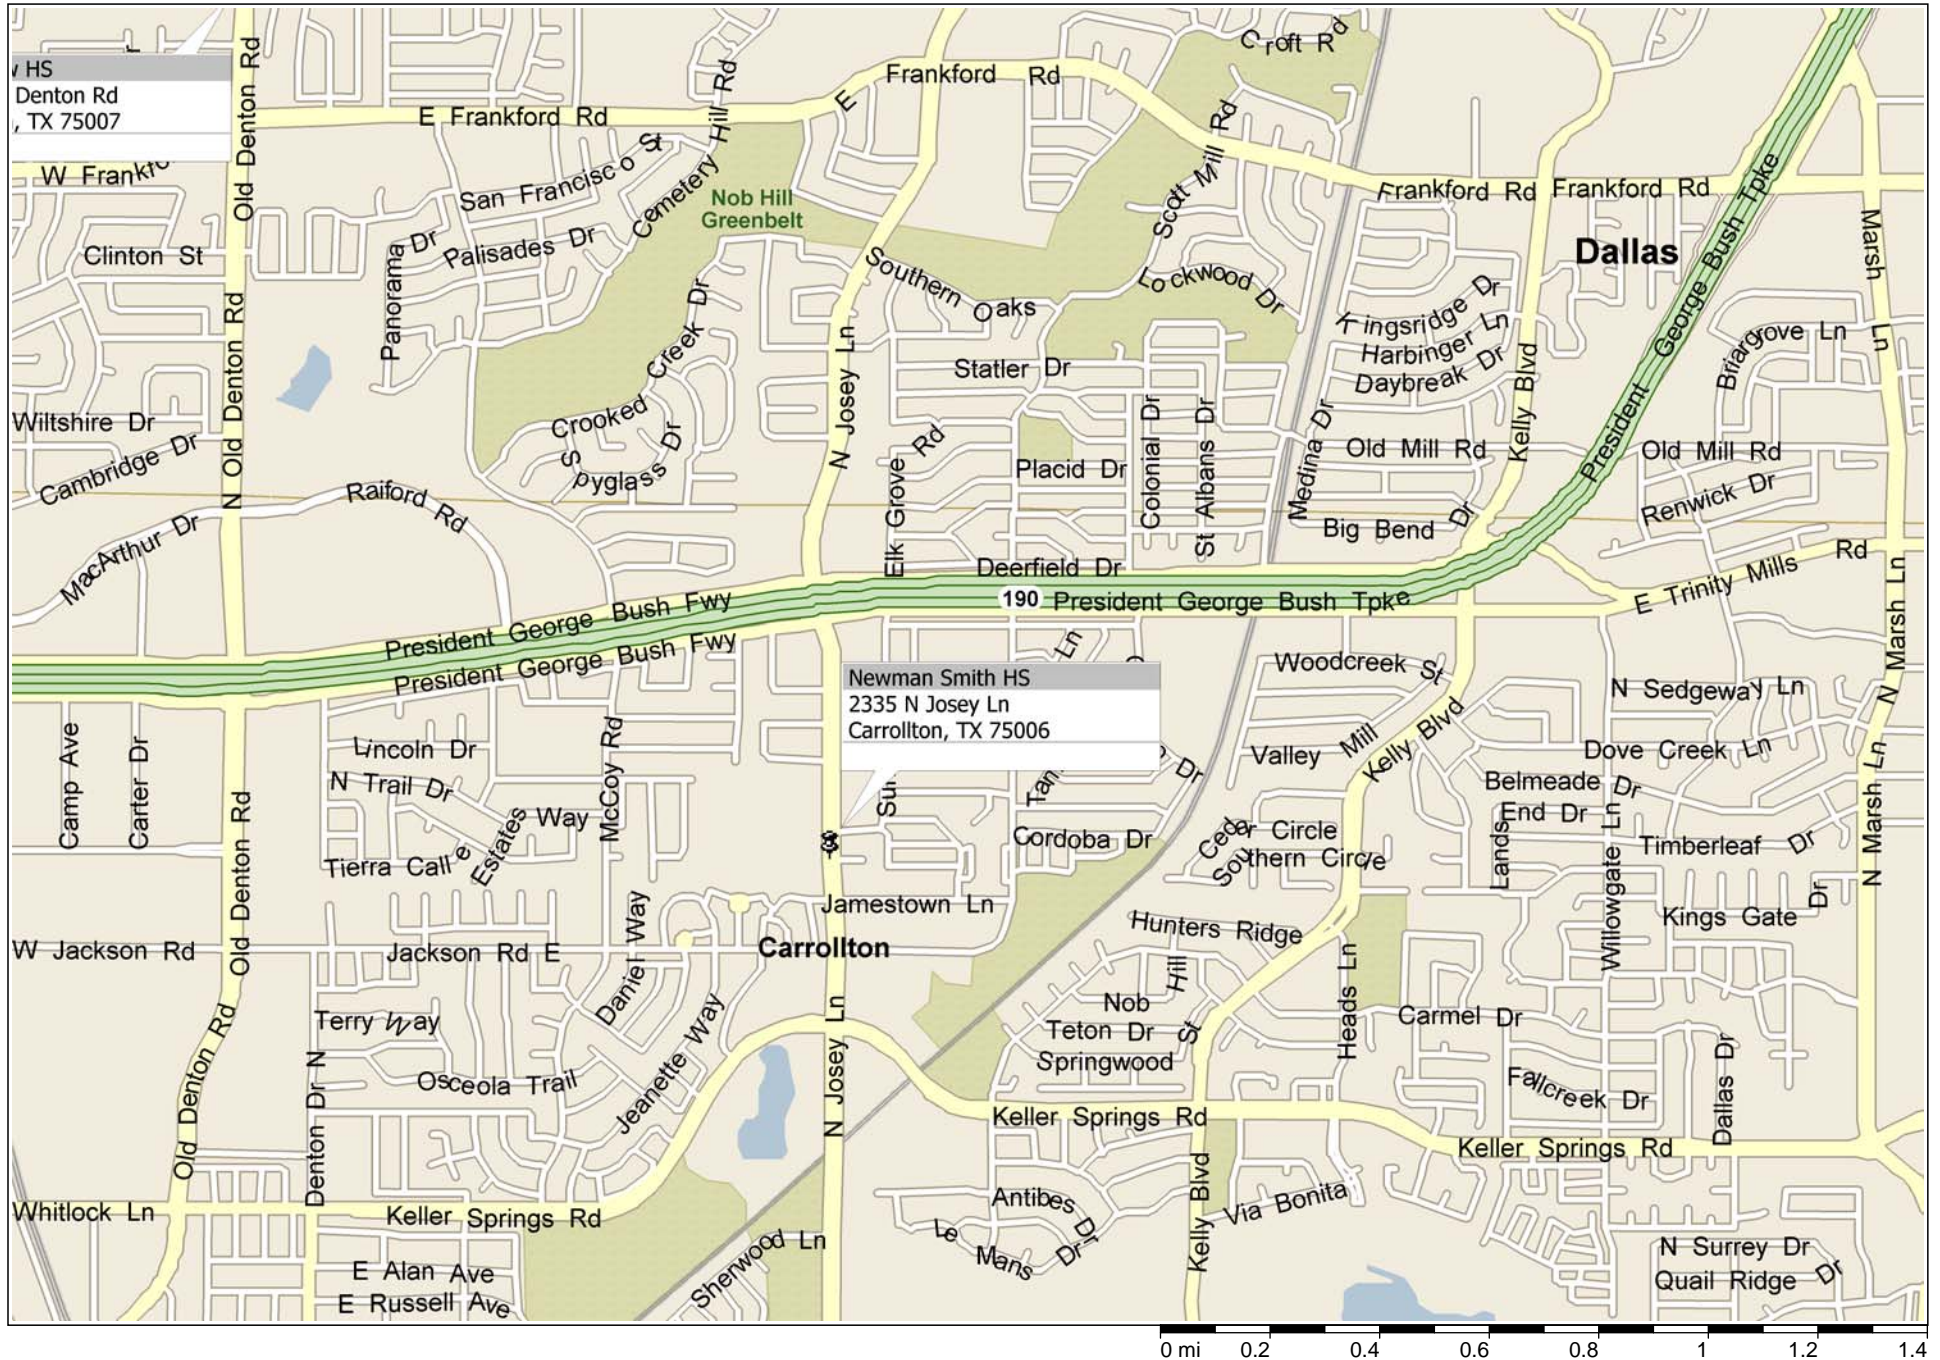 Croft Rd
w HS
Denton Rd
, TX 75007
Old Denton Rd
E Frankford Rd
Hill Rd
E
Frankford Rd
W Frankfo
San Francisco St
Cemetery
Nob Hill
Greenbelt
Scott Mill Rd
Frankford Rd
Frankford Rd
President George Bush Tpke
Marsh Ln
Clinton St
Panorama Dr
Palisades Dr
Southern Oaks
Lockwood Dr
Dallas
N Old Denton Rd
Crooked Creek Dr
N Josey Ln
Statler Dr
Kingsridge Dr
Harbinger Ln
Daybreak Dr
Kelly Blvd
Briargrove Ln
Wiltshire Dr
Cambridge Dr
Spyglass Dr
Elk Grove Rd
Placid Dr
Colonial Dr
St Albans Dr
Medina Dr
Old Mill Rd
Old Mill Rd
Renwick Dr
Raiford Rd
MacArthur Dr
Big Bend Dr
Deerfield Dr
E Trinity Mills Rd
President George Bush Fwy
190
President George Bush Tpke
President George Bush Fwy
N Marsh Ln
Newman Smith HS
2335 N Josey Ln
Carrollton, TX 75006
Ln
Woodcreek St
N Sedgeway Ln
Camp Ave
Carter Dr
Lincoln Dr
N Trail Dr
McCoy Rd
Way
Estates
Tierra Calle
Tam
Dr
Valley Mill
Kelly Blvd
Dove Creek Ln
Belmeade Dr
Lands End Dr
Willowgate Ln
Timberleaf Dr
N Marsh Ln
Cordoba Dr
Cedar Circle
Southern Circle
Old Denton Rd
Jamestown Ln
Hunters Ridge
Kings Gate Dr
W Jackson Rd
Jackson Rd E
Daniel Way
Carrollton
Nob Hill
Heads Ln
Carmel Dr
Terry Way
Teton Dr
Springwood St
Old Denton Rd
Denton Dr N
Osceola Trail
Jeanette Way
N Josey Ln
Fallcreek Dr
Dallas Dr
Keller Springs Rd
Keller Springs Rd
Whitlock Ln
Keller Springs Rd
Antibes Dr
Le Mans Dr
Kelly Blvd
Via Bonita
Sherwood Ln
E Alan Ave
E Russell Ave
N Surrey Dr
Quail Ridge Dr
0 mi 0.2 0.4 0.6 0.8 1 1.2 1.4